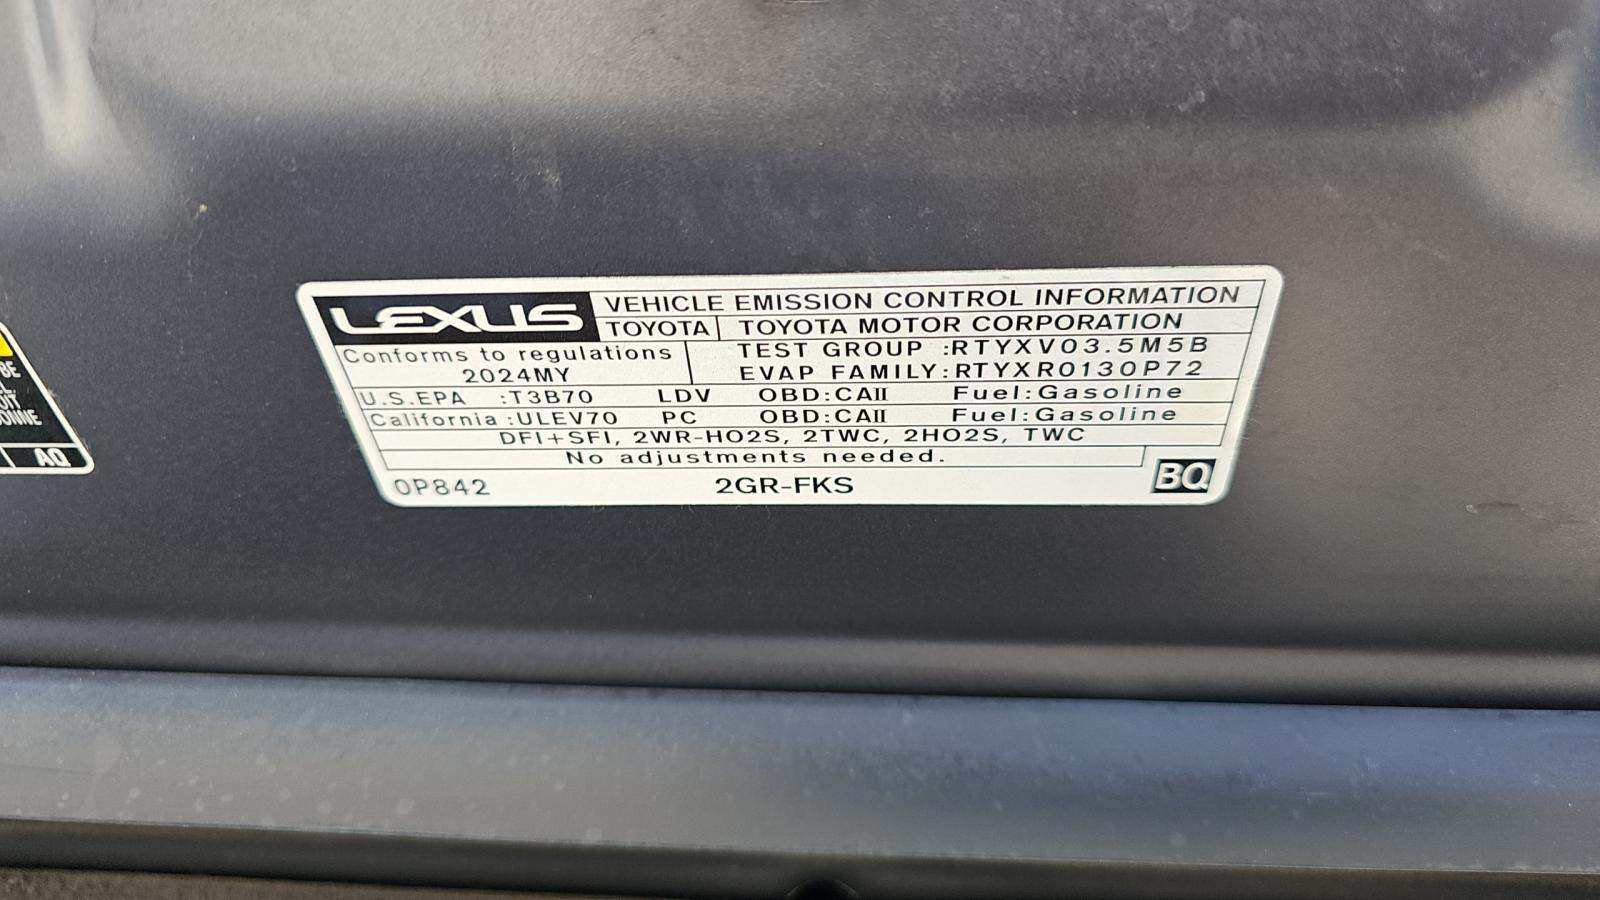 LEXUS VEHICLE EMISSION CONTROL INFORMATION
TOYOTA TOYOTA MOTOR CORPORATION
Conforms to regulations TEST GROUP :RTYXV03.5M5B
2024MY EVAP FAMILY:RTYXR0130P72
U.S.EPA :T3B70 LDV OBD:CAII Fuel:Gasoline
California :ULEV70 PC OBD:CAII Fuel:Gasoline
DFI+SFI, 2WR-HO2S, 2TWC, 2HO2S, TWC
No adjustments needed.
0P842 2GR-FKS BQ
BE
AQ